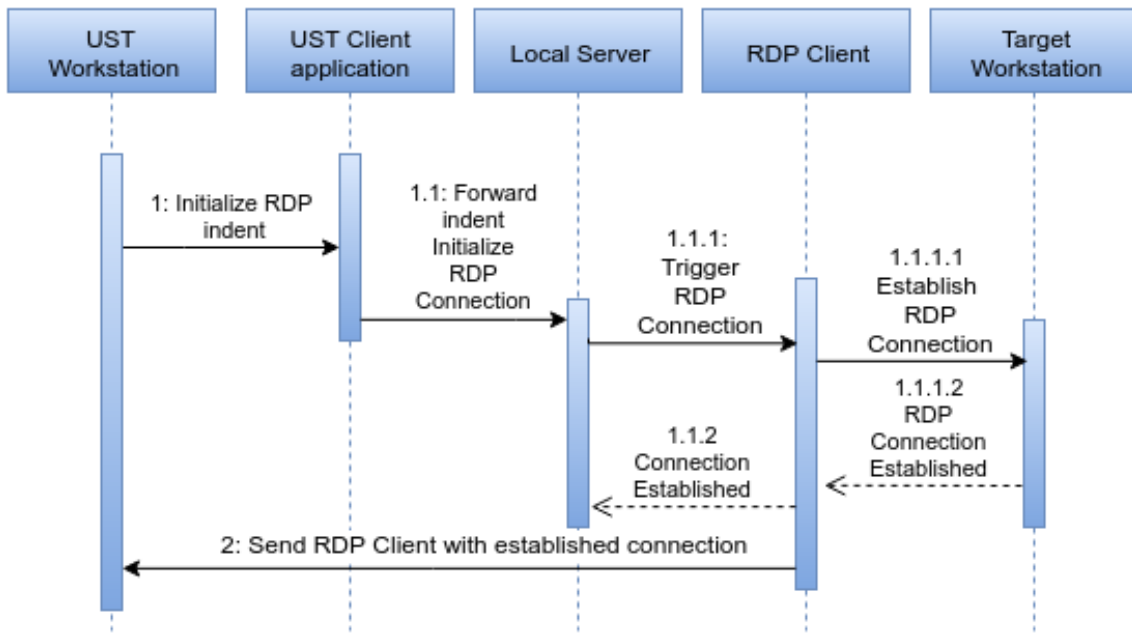 UST
Workstation
UST Client
application
Local Server
RDP Client
Target
Workstation
1: Initialize RDP
indent
1.1: Forward
indent
Initialize
RDP
Connection
1.1.1:
Trigger
RDP
Connection
1.1.1.1
Establish
RDP
Connection
1.1.1.2
RDP
Connection
Established
1.1.2
Connection
Established
2: Send RDP Client with established connection